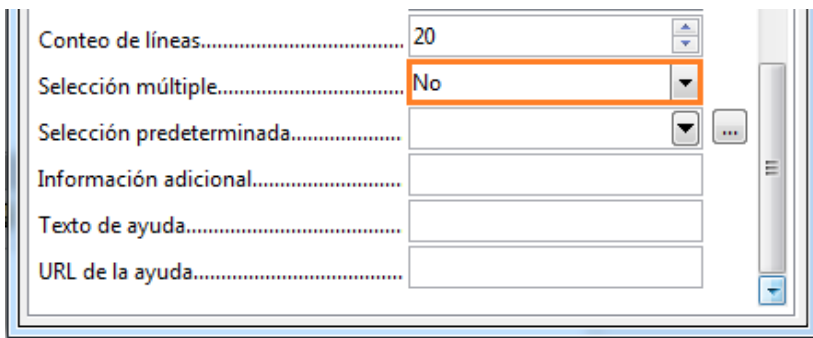 Conteo de líneas..................................... 20
Selección múltiple.................................. No
Selección predeterminada.................... ...
Información adicional...........................
Texto de ayuda.......................................
URL de la ayuda......................................